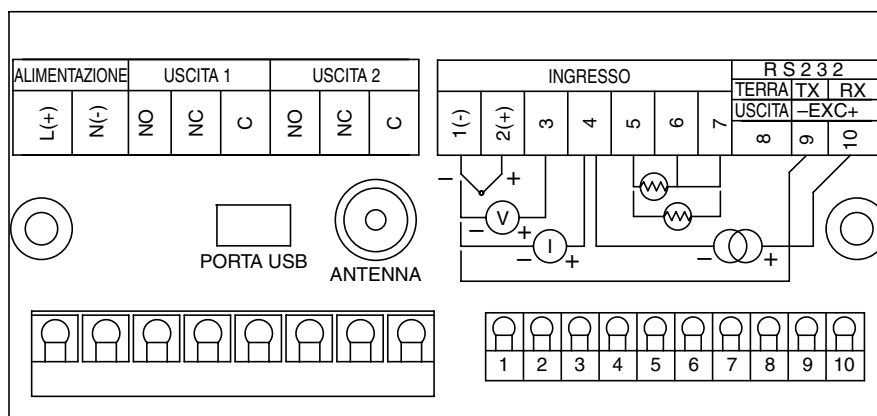 ALIMENTAZIONE USCITA 1 USCITA 2
L(+) N(-) NO NC C NO NC C
INGRESSO RS232
TERRA TX RX
USCITA –EXC+
1(-) 2(+) 3 4 5 6 7 8 9 10
– +
– V +
– I + – +
PORTA USB
ANTENNA
1 2 3 4 5 6 7 8 9 10